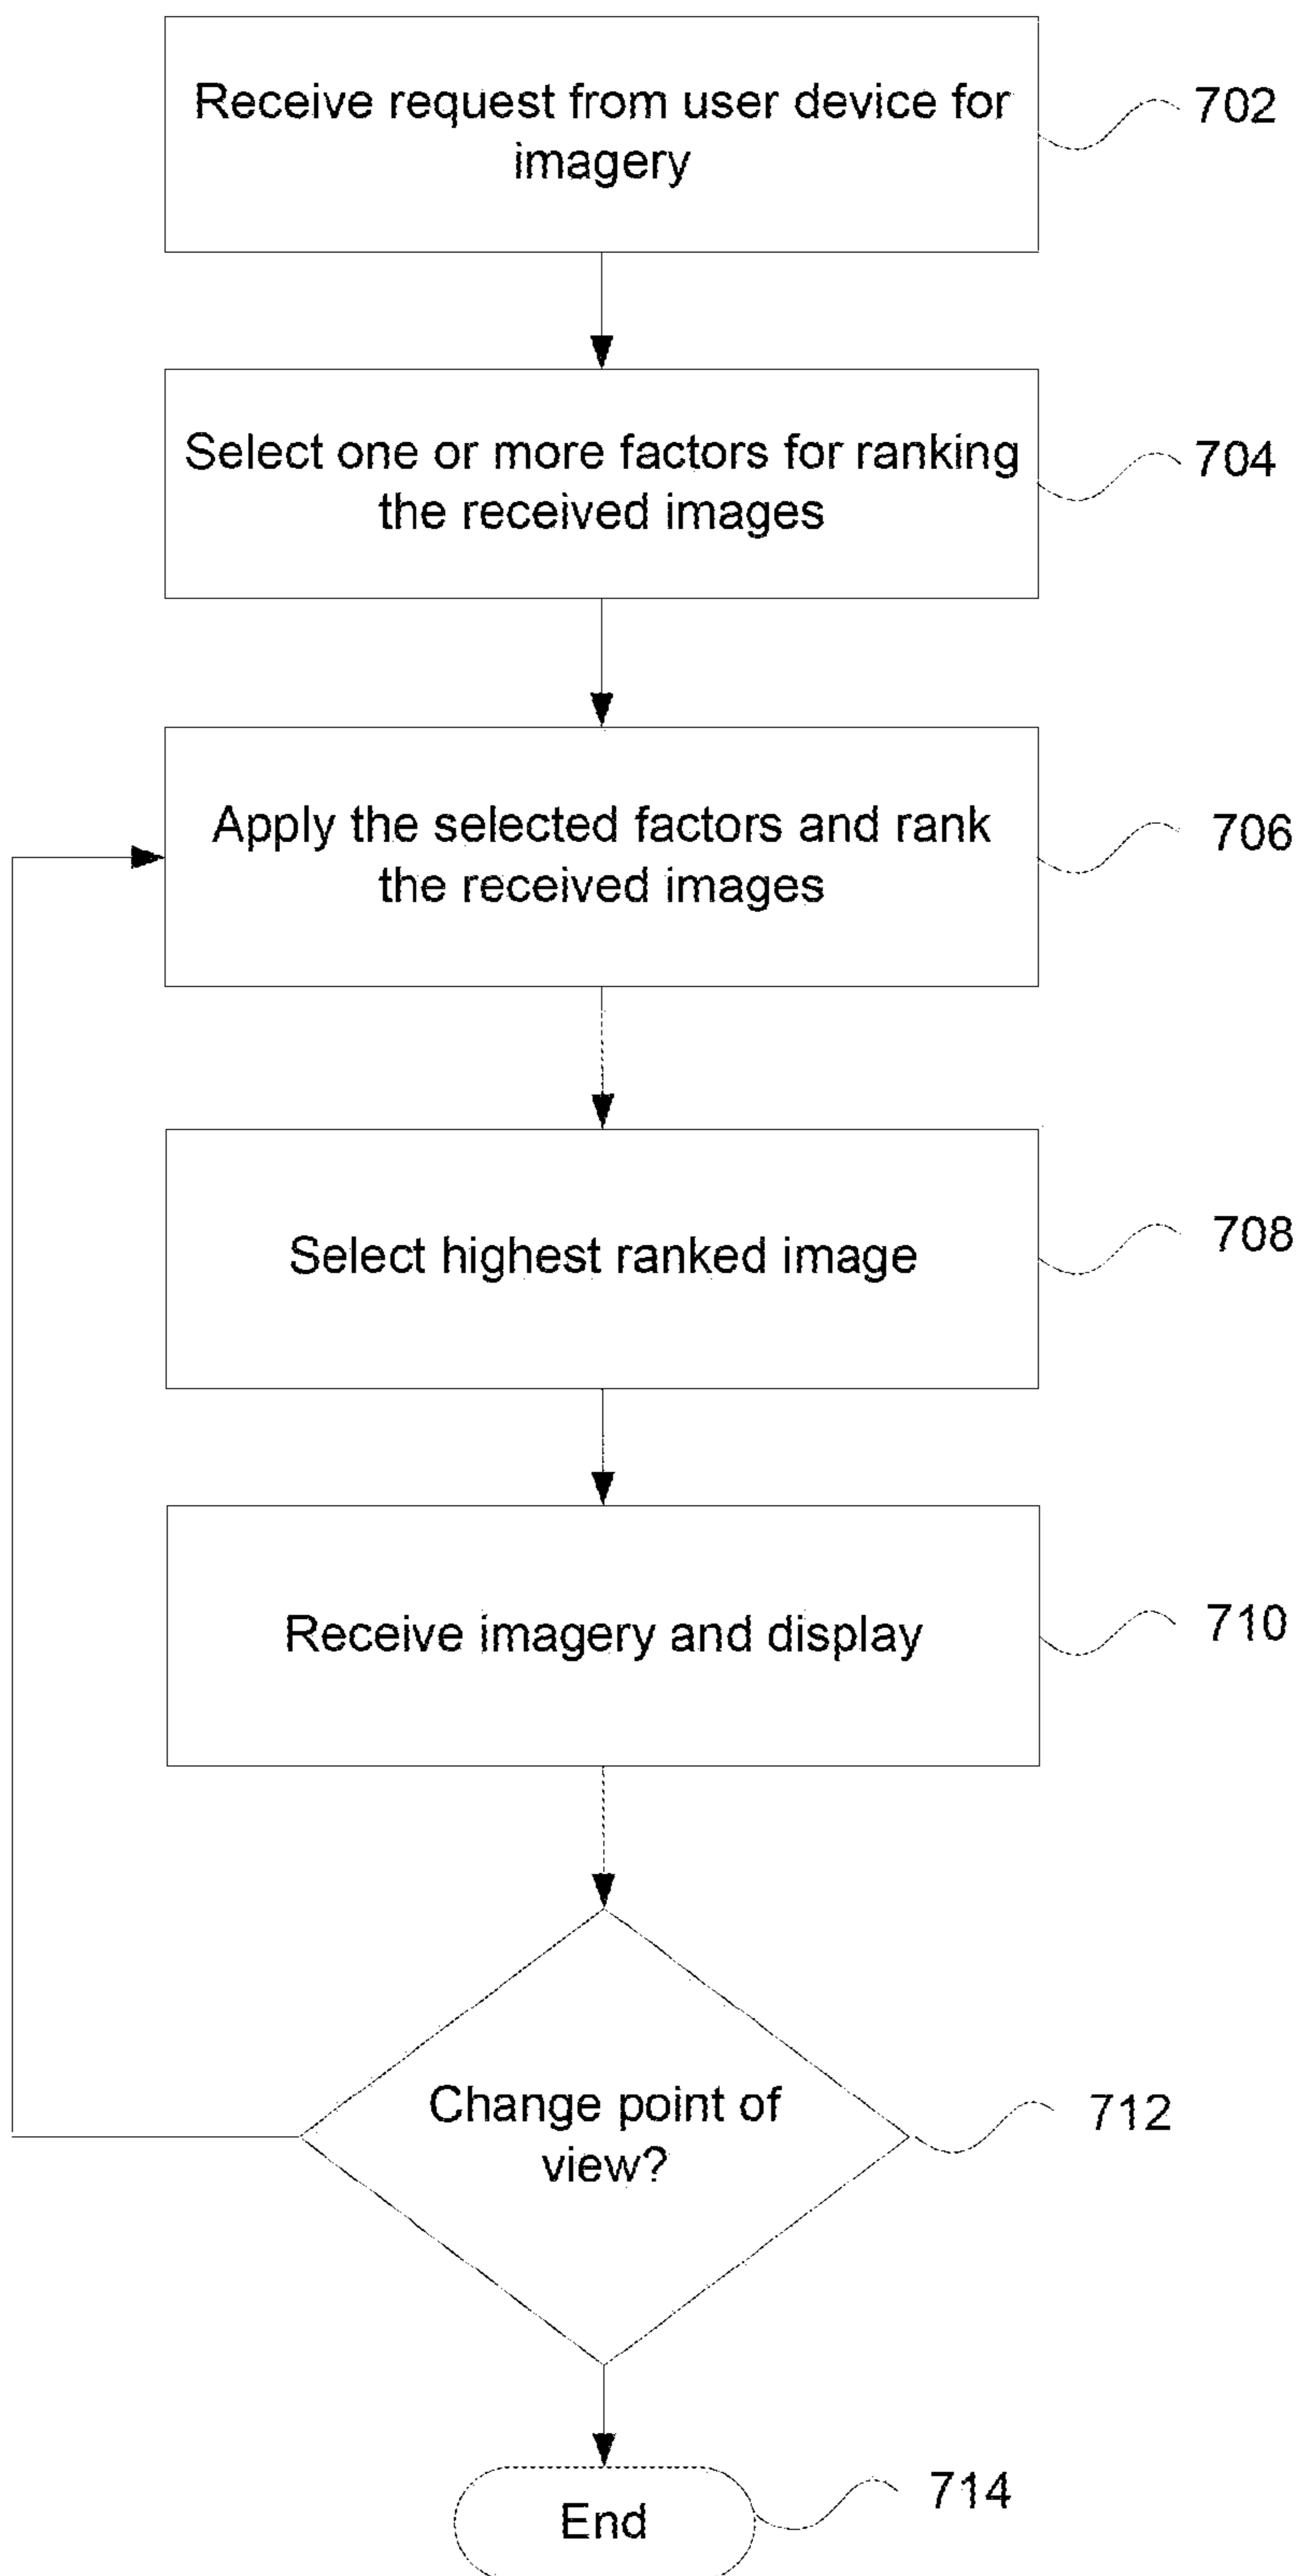 Receive request from user device for
imagery
702
Select one or more factors for ranking
the received images
704
Apply the selected factors and rank
the received images
706
Select highest ranked image
708
Receive imagery and display
710
Change point of
view?
712
End
714